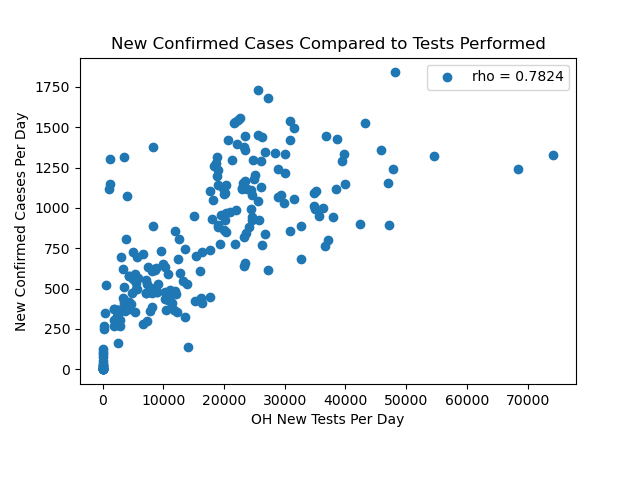 New Confirmed Cases Compared to Tests Performed
rho = 0.7824
New Confirmed Caeses Per Day
1750
1500
1250
1000
750
500
250
0
0 10000 20000 30000 40000 50000 60000 70000
OH New Tests Per Day